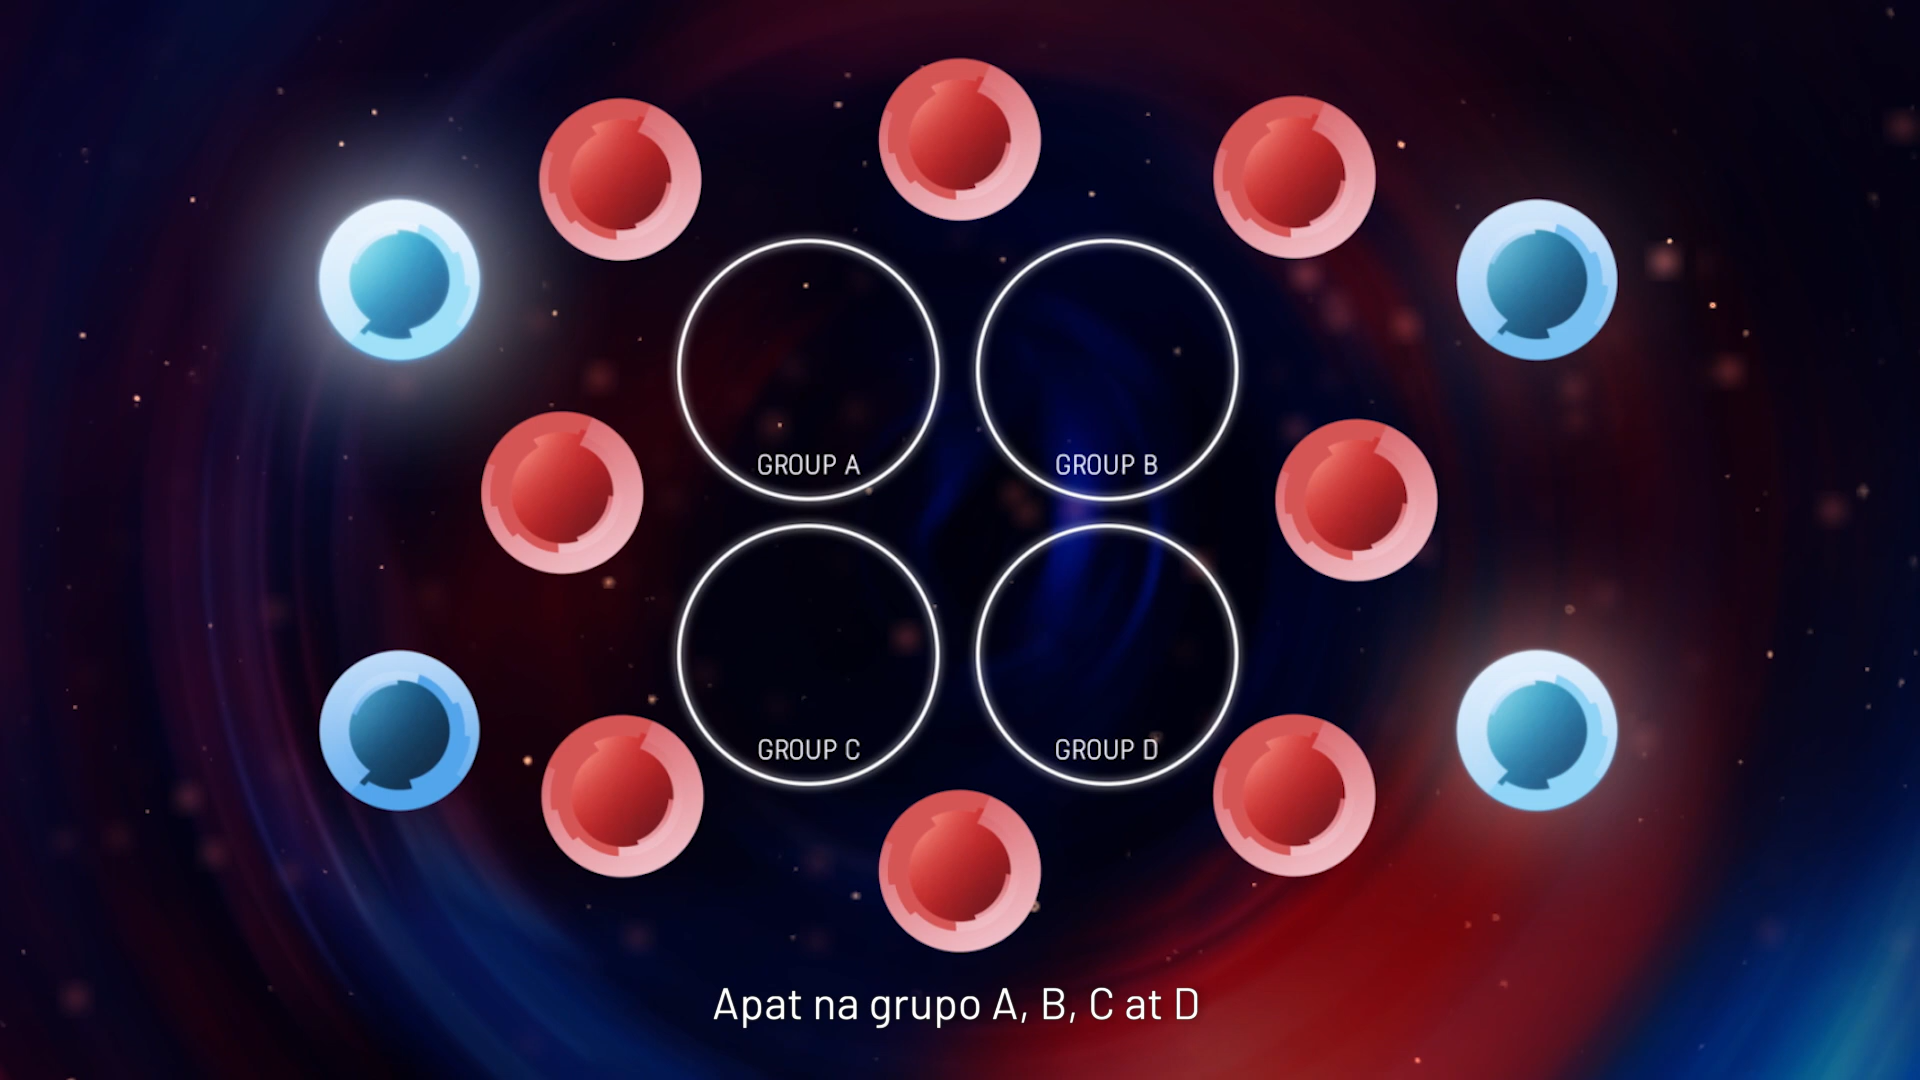 GROUP A
GROUP B
GROUP C
GROUP D
Apat na grupo A, B, C at D